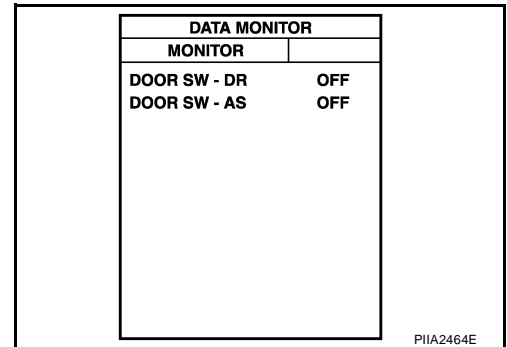 DATA MONITOR
MONITOR
DOOR SW - DR OFF
DOOR SW - AS OFF
PIIA2464E